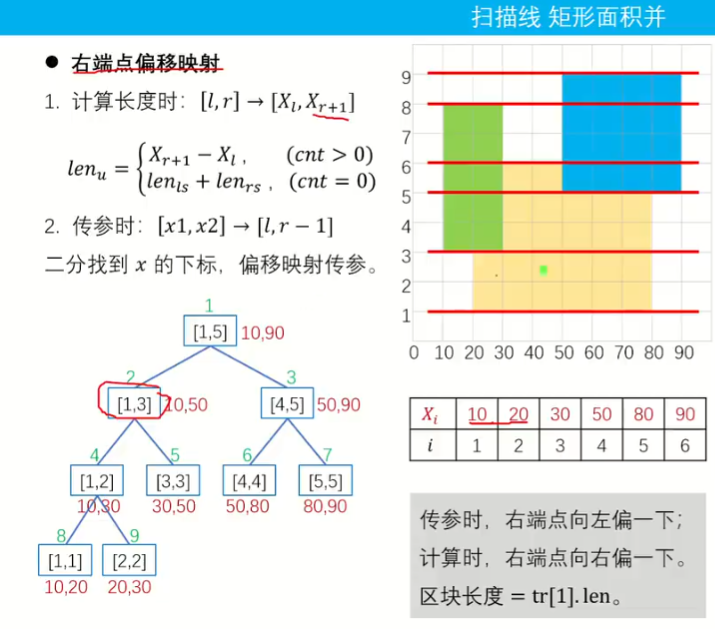 扫描线 矩形面积并
● 右端点偏移映射
1. 计算长度时：[l, r] → [X_l, X_{r+1}]
len_u = { X_{r+1} − X_l， (cnt > 0)
len_{ls} + len_{rs}， (cnt = 0)
2. 传参时：[x1, x2] → [l, r − 1]
二分找到 x 的下标，偏移映射传参。
1
[1,5] 10,90
2 3
[1,3] 10,50 [4,5] 50,90
4 5 6 7
[1,2] [3,3] [4,4] [5,5]
10,30 30,50 50,80 80,90
8 9
[1,1] [2,2]
10,20 20,30
9
8
7
6
5
4
3
2
1
0 10 20 30 40 50 60 70 80 90
X_i 10 20 30 50 80 90
i 1 2 3 4 5 6
传参时，右端点向左偏一下；
计算时，右端点向右偏一下。
区块长度 = tr[1].len。